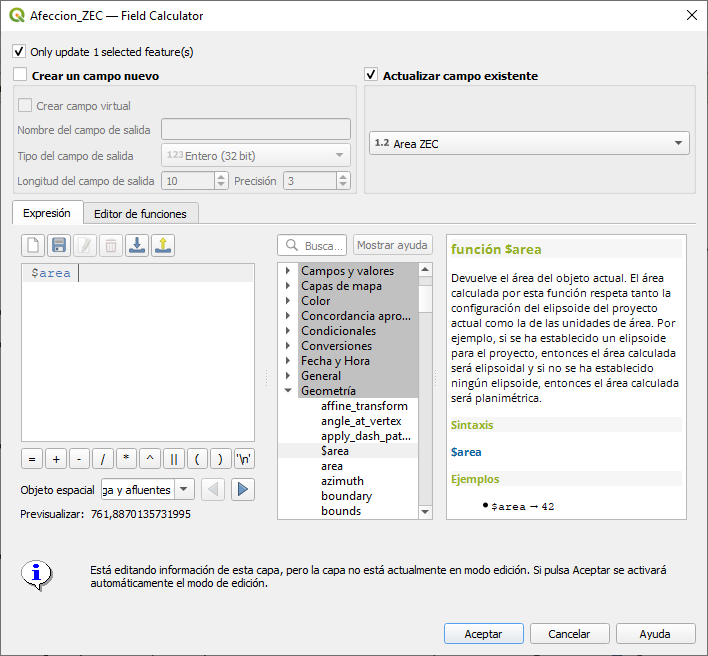 Afeccion_ZEC — Field Calculator
Only update 1 selected feature(s)
Crear un campo nuevo
Actualizar campo existente
Crear campo virtual
Nombre del campo de salida
Tipo del campo de salida
123 Entero (32 bit)
Longitud del campo de salida
10
Precisión
3
1.2 Area ZEC
Expresión
Editor de funciones
$area
= + - / * ^ || ( ) '\n'
Objeto espacial
ga y afluentes
Previsualizar: 761,8870135731995
Busca...
Mostrar ayuda
Campos y valores
Capas de mapa
Color
Concordancia apro...
Condicionales
Conversiones
Fecha y Hora
General
Geometría
affine_transform
angle_at_vertex
apply_dash_pat...
$area
area
azimuth
boundary
bounds
función $area
Devuelve el área del objeto actual. El área
calculada por esta función respeta tanto la
configuración del elipsoide del proyecto
actual como la de las unidades de área. Por
ejemplo, si se ha establecido un elipsoide
para el proyecto, entonces el área calculada
será elipsoidal y si no se ha establecido
ningún elipsoide, entonces el área calculada
será planimétrica.
Sintaxis
$area
Ejemplos
• $area → 42
Está editando información de esta capa, pero la capa no está actualmente en modo edición. Si pulsa Aceptar se activará
automáticamente el modo de edición.
Aceptar
Cancelar
Ayuda